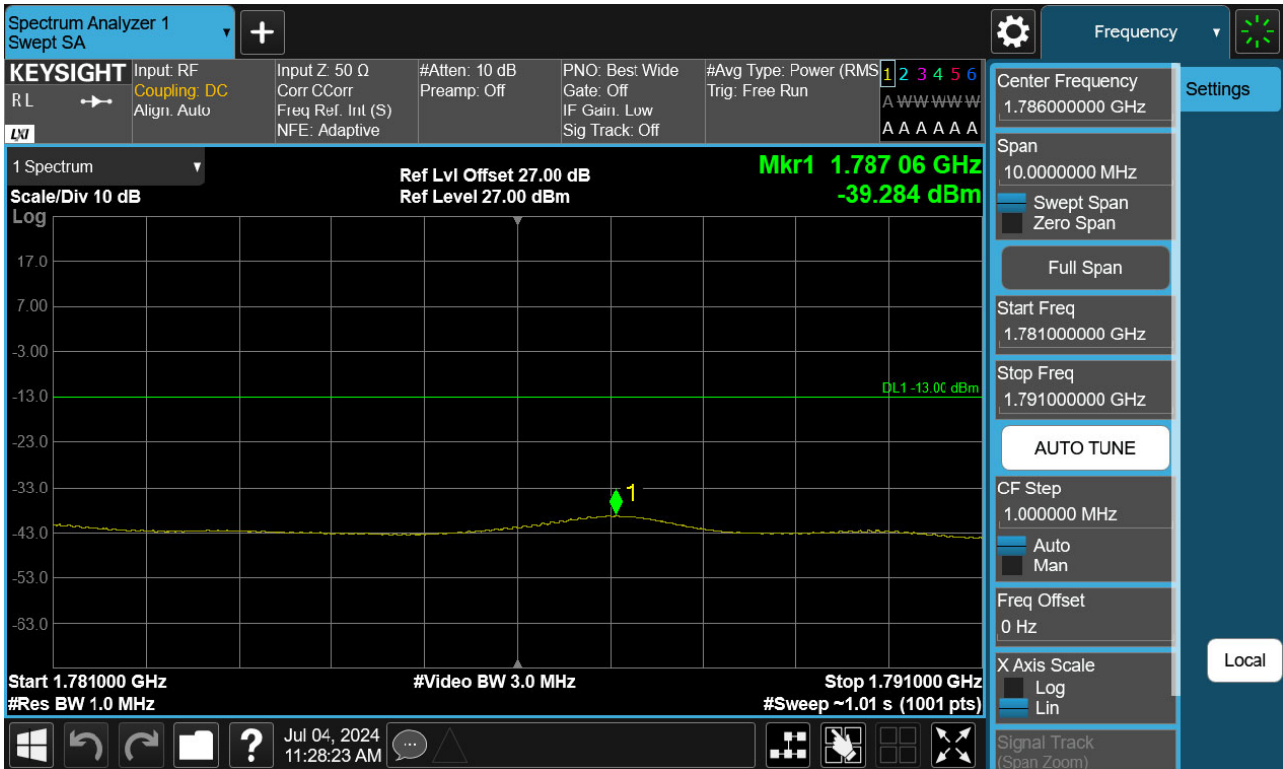 Spectrum Analyzer 1
Swept SA
Frequency
KEYSIGHT
R L
LXI
Input: RF
Coupling: DC
Align: Auto
Input Z: 50 Ω
Corr CCorr
Freq Ref: Int (S)
NFE: Adaptive
#Atten: 10 dB
Preamp: Off
PNO: Best Wide
Gate: Off
IF Gain: Low
Sig Track: Off
#Avg Type: Power (RMS
Trig: Free Run
1 2 3 4 5 6
A W W W W W
A A A A A A
1 Spectrum
Scale/Div 10 dB
Log
Ref Lvl Offset 27.00 dB
Ref Level 27.00 dBm
Mkr1 1.787 06 GHz
-39.284 dBm
17.0
7.00
-3.00
-13.0
DL1 -13.00 dBm
-23.0
-33.0
1
-43.0
-53.0
-63.0
Start 1.781000 GHz
#Res BW 1.0 MHz
#Video BW 3.0 MHz
Stop 1.791000 GHz
#Sweep ~1.01 s (1001 pts)
Jul 04, 2024
11:28:23 AM
Center Frequency
1.786000000 GHz
Span
10.0000000 MHz
Swept Span
Zero Span
Full Span
Start Freq
1.781000000 GHz
Stop Freq
1.791000000 GHz
AUTO TUNE
CF Step
1.000000 MHz
Auto
Man
Freq Offset
0 Hz
X Axis Scale
Log
Lin
Signal Track
(Span Zoom)
Settings
Local